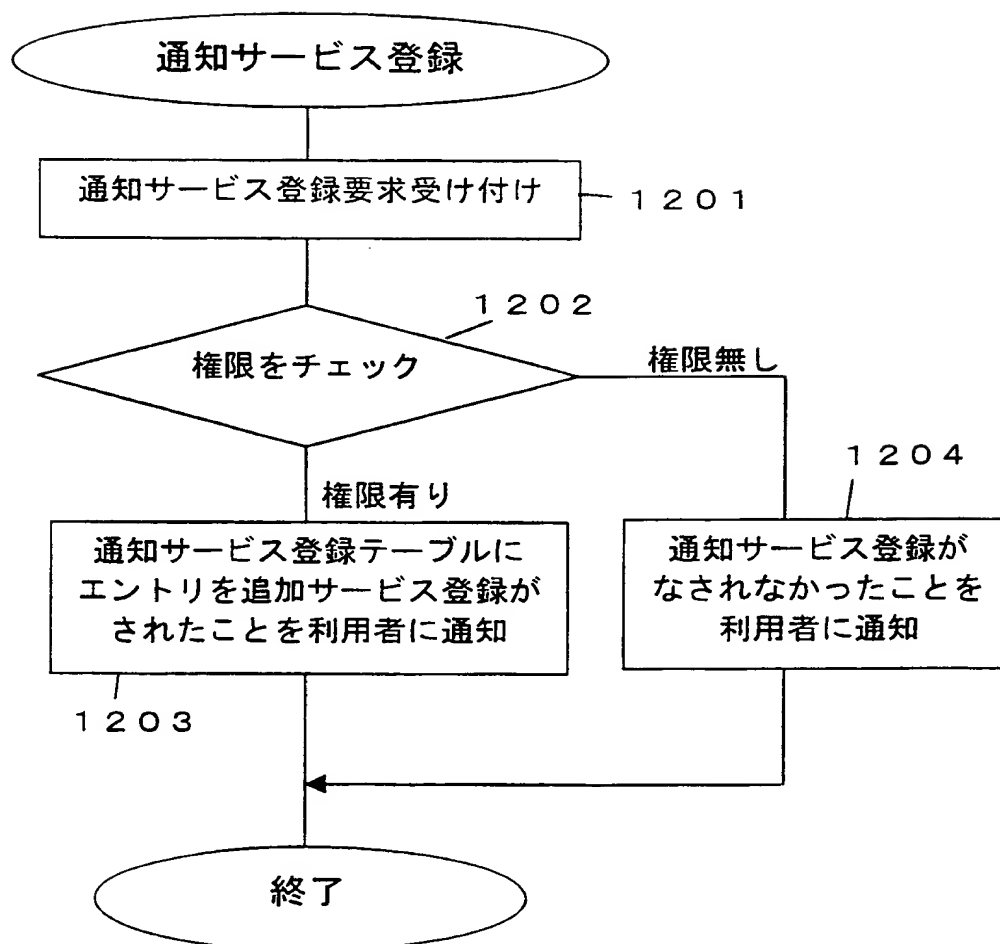 通知サービス登録
通知サービス登録要求受け付け
1201
1202
権限をチェック
権限無し
1204
権限有り
通知サービス登録テーブルに
エントリを追加サービス登録が
されたことを利用者に通知
通知サービス登録が
なされなかったことを
利用者に通知
1203
終了